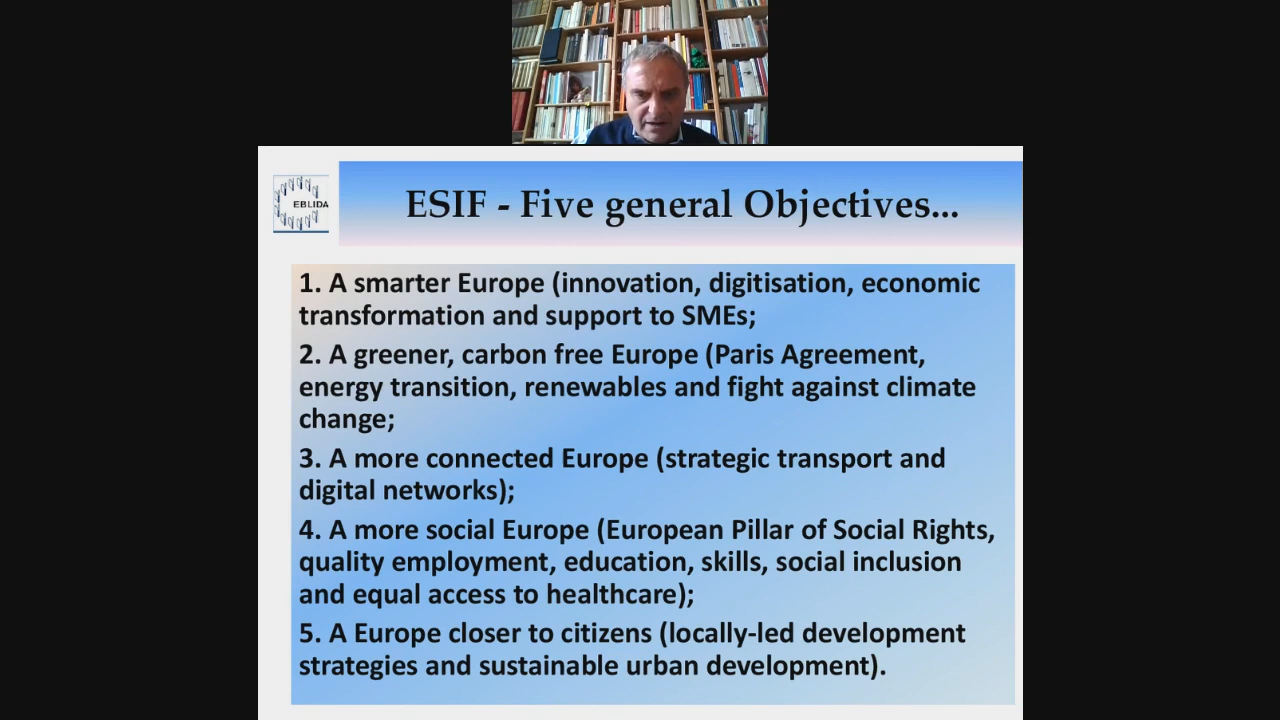 EBLIDA
ESIF - Five general Objectives...
1. A smarter Europe (innovation, digitisation, economic
transformation and support to SMEs;
2. A greener, carbon free Europe (Paris Agreement,
energy transition, renewables and fight against climate
change;
3. A more connected Europe (strategic transport and
digital networks);
4. A more social Europe (European Pillar of Social Rights,
quality employment, education, skills, social inclusion
and equal access to healthcare);
5. A Europe closer to citizens (locally-led development
strategies and sustainable urban development).